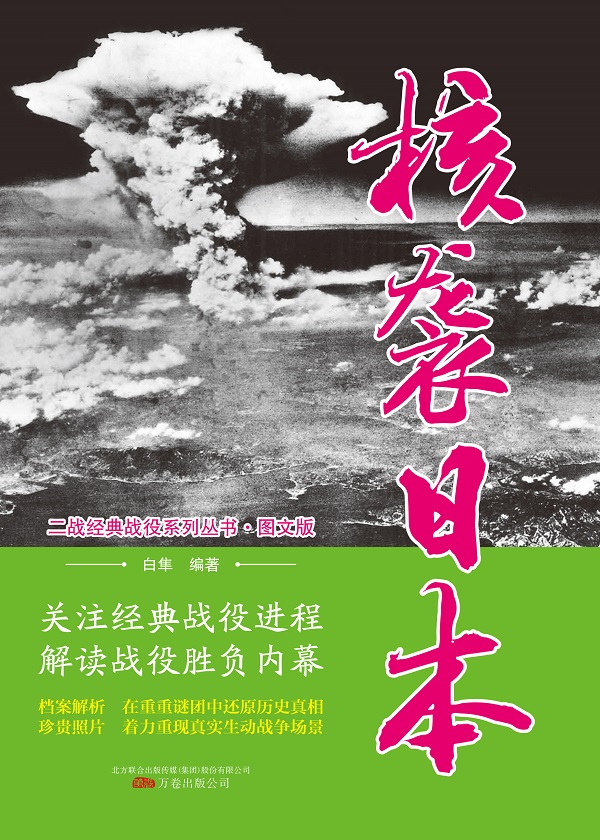 核袭日本
二战经典战役系列丛书·图文版
白隼 编著
关注经典战役进程
解读战役胜负内幕
档案解析 在重重谜团中还原历史真相
珍贵照片 着力重现真实生动战争场景
北方联合出版传媒(集团)股份有限公司
万卷出版公司